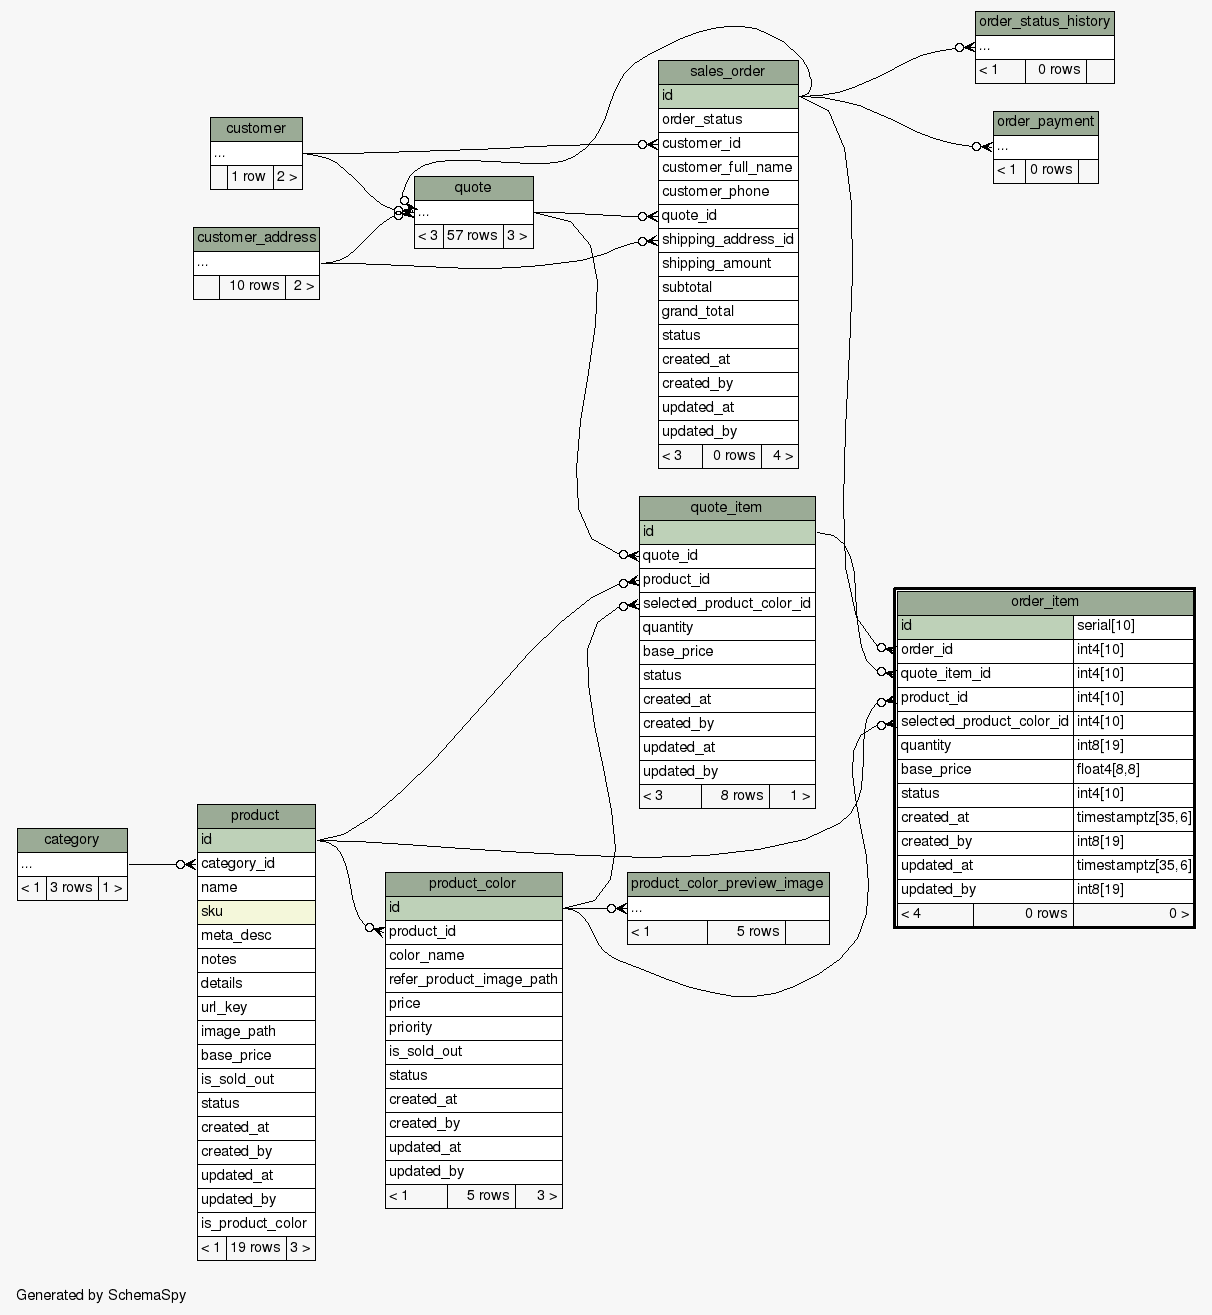 order_status_history
...
< 1 0 rows
sales_order
id
order_status
customer_id
customer_full_name
customer_phone
quote_id
shipping_address_id
shipping_amount
subtotal
grand_total
status
created_at
created_by
updated_at
updated_by
< 3 0 rows 4 >
order_payment
...
< 1 0 rows
customer
...
1 row 2 >
quote
...
< 3 57 rows 3 >
customer_address
...
10 rows 2 >
quote_item
id
quote_id
product_id
selected_product_color_id
quantity
base_price
status
created_at
created_by
updated_at
updated_by
< 3 8 rows 1 >
order_item
id serial[10]
order_id int4[10]
quote_item_id int4[10]
product_id int4[10]
selected_product_color_id int4[10]
quantity int8[19]
base_price float4[8,8]
status int4[10]
created_at timestamptz[35,6]
created_by int8[19]
updated_at timestamptz[35,6]
updated_by int8[19]
< 4 0 rows 0 >
category
...
< 1 3 rows 1 >
product
id
category_id
name
sku
meta_desc
notes
details
url_key
image_path
base_price
is_sold_out
status
created_at
created_by
updated_at
updated_by
is_product_color
< 1 19 rows 3 >
product_color
id
product_id
color_name
refer_product_image_path
price
priority
is_sold_out
status
created_at
created_by
updated_at
updated_by
< 1 5 rows 3 >
product_color_preview_image
...
< 1 5 rows
Generated by SchemaSpy